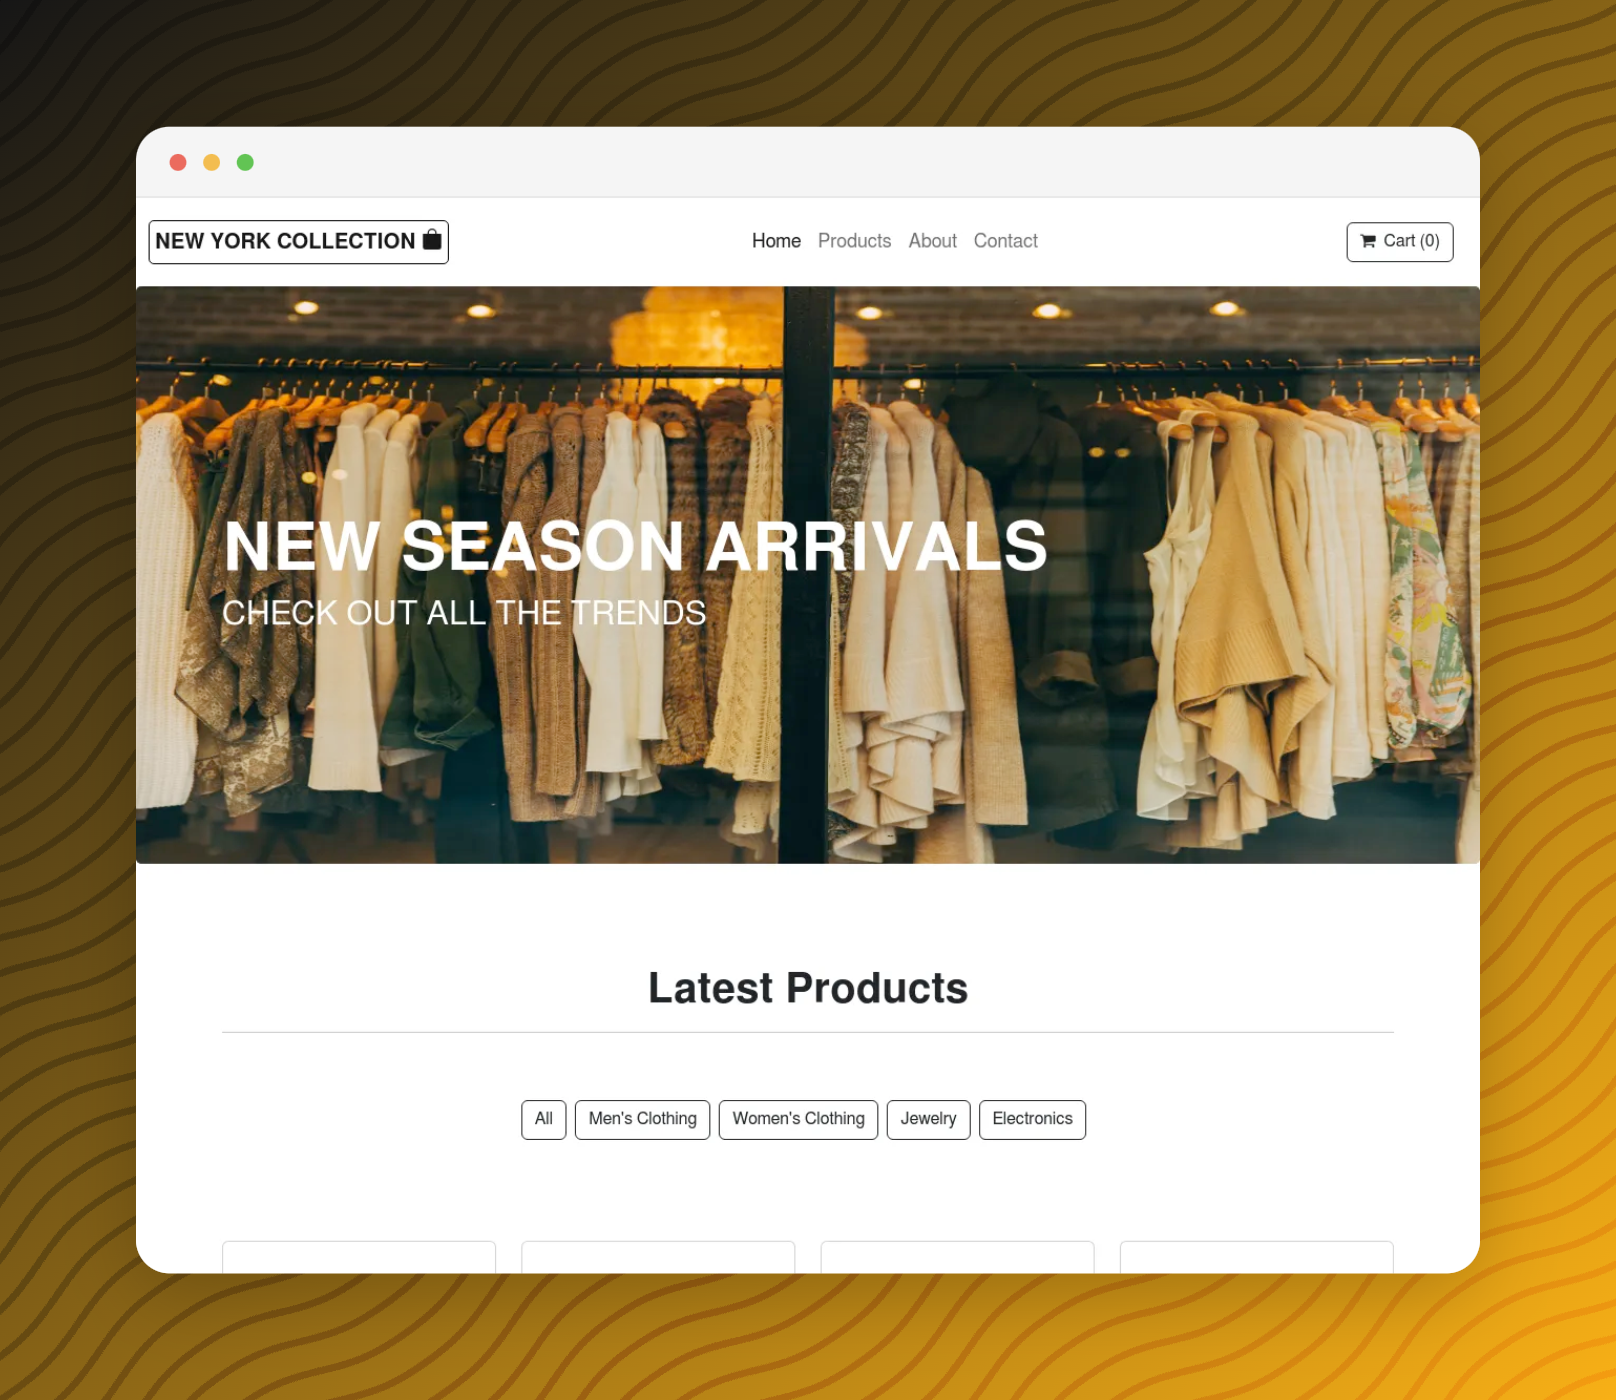 NEW YORK COLLECTION
Home Products About Contact
Cart (0)
NEW SEASON ARRIVALS
CHECK OUT ALL THE TRENDS
Latest Products
All Men's Clothing Women's Clothing Jewelry Electronics